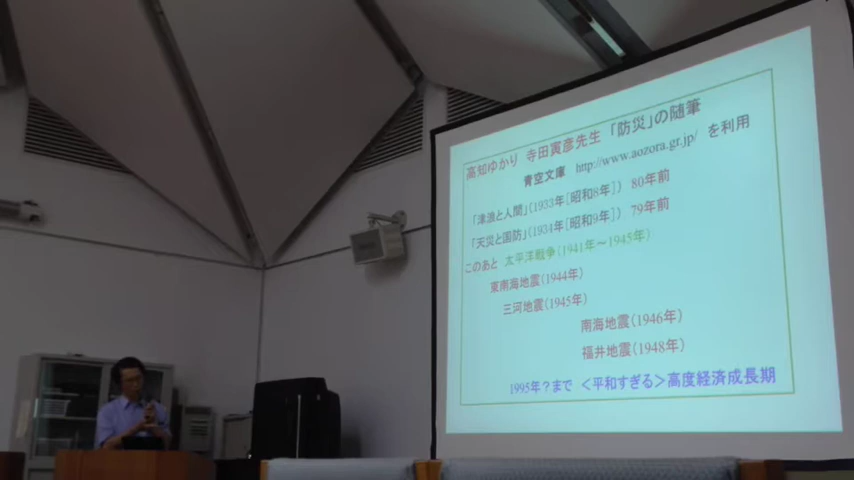 高知ゆかり 寺田寅彦先生 「防災」の随筆
青空文庫 http://www.aozora.gr.jp/ を利用
「津浪と人間」(1933年[昭和8年]) 80年前
「天災と国防」(1934年[昭和9年]) 79年前
このあと 太平洋戦争(1941年～1945年)
東南海地震(1944年)
三河地震(1945年)
南海地震(1946年)
福井地震(1948年)
1995年?まで <平和すぎる>高度経済成長期